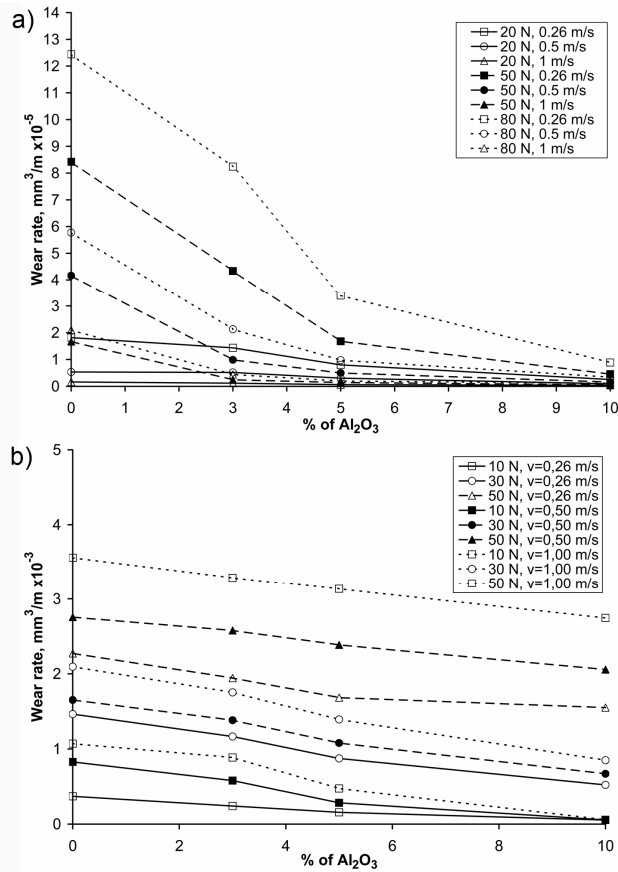 a)
14
13
12
11
10
9
8
7
6
5
4
3
2
1
0
Wear rate, mm³/m x10⁻⁵
20 N, 0.26 m/s
20 N, 0.5 m/s
20 N, 1 m/s
50 N, 0.26 m/s
50 N, 0.5 m/s
50 N, 1 m/s
80 N, 0.26 m/s
80 N, 0.5 m/s
80 N, 1 m/s
0 1 2 3 4 5 6 7 8 9 10
% of Al₂O₃
b)
5
4
3
2
1
0
Wear rate, mm³/m x10⁻³
10 N, v=0,26 m/s
30 N, v=0,26 m/s
50 N, v=0,26 m/s
10 N, v=0,50 m/s
30 N, v=0,50 m/s
50 N, v=0,50 m/s
10 N, v=1,00 m/s
30 N, v=1,00 m/s
50 N, v=1,00 m/s
0 2 4 6 8 10
% of Al₂O₃